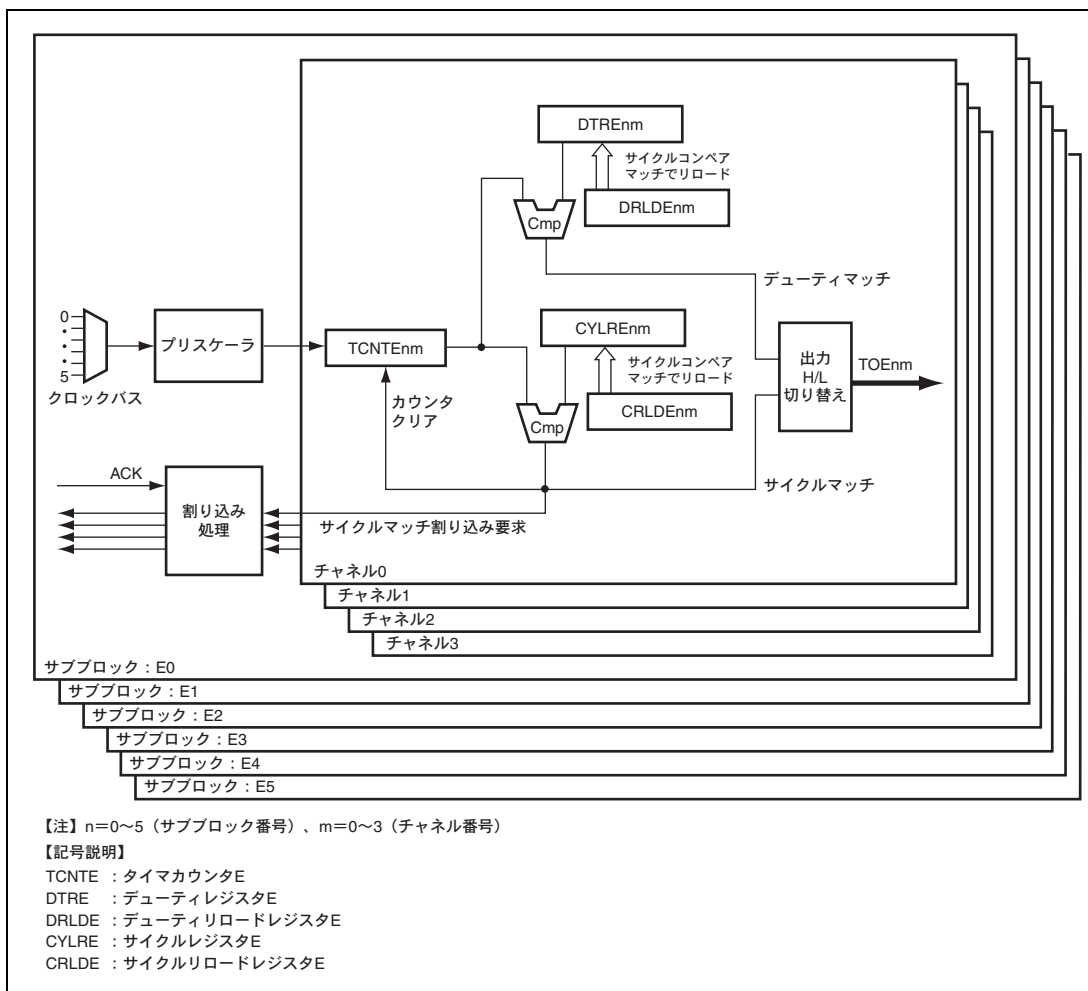 DTREnm
サイクルコンペア
マッチでリロード
DRLDEnm
Cmp
デューティマッチ
0
5
クロックバス
プリスケーラ
TCNTEnm
CYLREnm
サイクルコンペア
マッチでリロード
CRLDEnm
Cmp
カウンタ
クリア
出力
H/L
切り替え
TOEnm
サイクルマッチ
ACK
割り込み
処理
サイクルマッチ割り込み要求
チャネル0
チャネル1
チャネル2
チャネル3
サブブロック：E0
サブブロック：E1
サブブロック：E2
サブブロック：E3
サブブロック：E4
サブブロック：E5
【注】n＝0～5（サブブロック番号）、m＝0～3（チャネル番号）
【記号説明】
TCNTE ：タイマカウンタE
DTRE ：デューティレジスタE
DRLDE ：デューティリロードレジスタE
CYLRE ：サイクルレジスタE
CRLDE ：サイクルリロードレジスタE